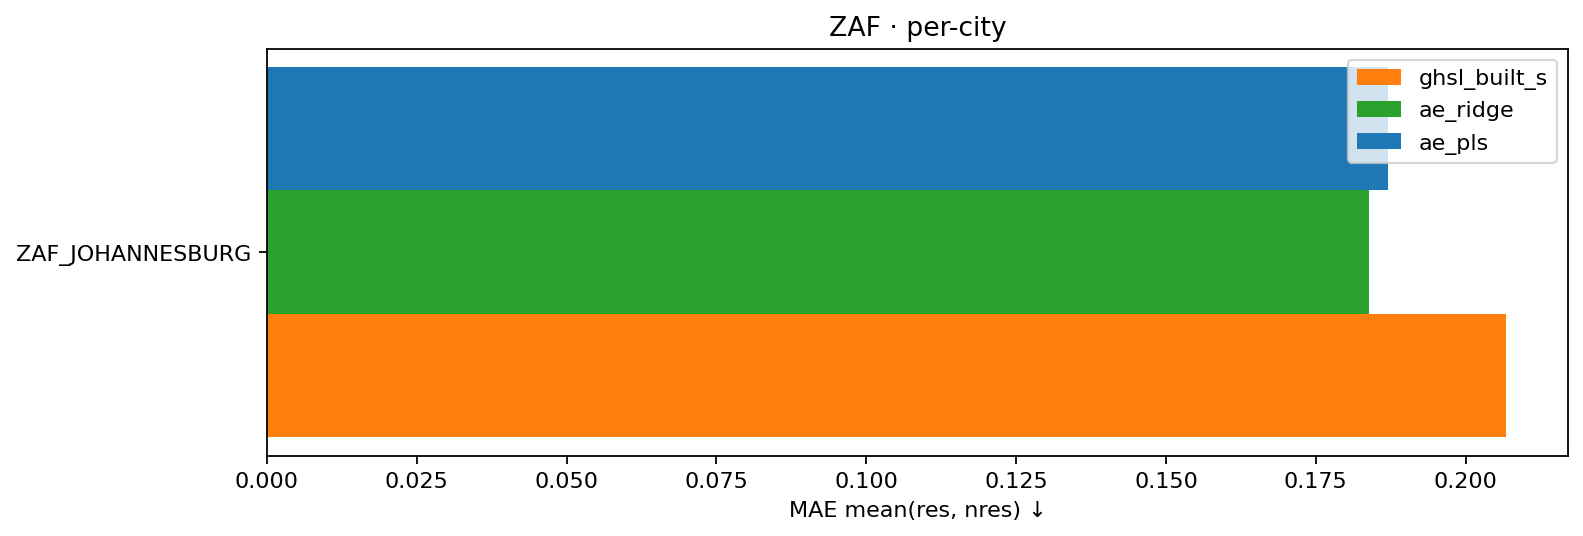 ZAF · per-city
ghsl_built_s
ae_ridge
ae_pls
ZAF_JOHANNESBURG
0.000 0.025 0.050 0.075 0.100 0.125 0.150 0.175 0.200
MAE mean(res, nres) ↓